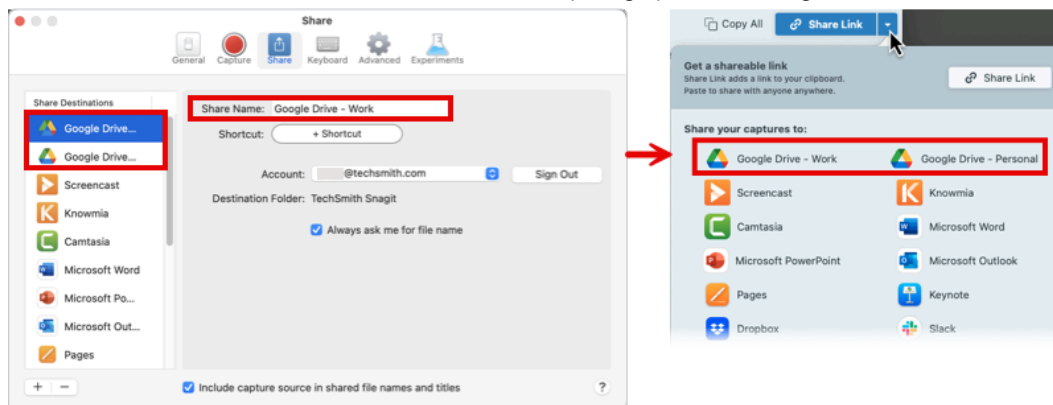 Share
General Capture Share Keyboard Advanced Experiments
Share Destinations
Google Drive...
Google Drive...
Screencast
Knowmia
Camtasia
Microsoft Word
Microsoft Po...
Microsoft Out...
Pages
+ −
Share Name: Google Drive - Work
Shortcut: + Shortcut
Account: @techsmith.com Sign Out
Destination Folder: TechSmith Snagit
Always ask me for file name
Include capture source in shared file names and titles ?
Copy All Share Link
Get a shareable link
Share Link adds a link to your clipboard.
Paste to share with anyone anywhere.
Share Link
Share your captures to:
Google Drive - Work Google Drive - Personal
Screencast Knowmia
Camtasia Microsoft Word
Microsoft PowerPoint Microsoft Outlook
Pages Keynote
Dropbox Slack